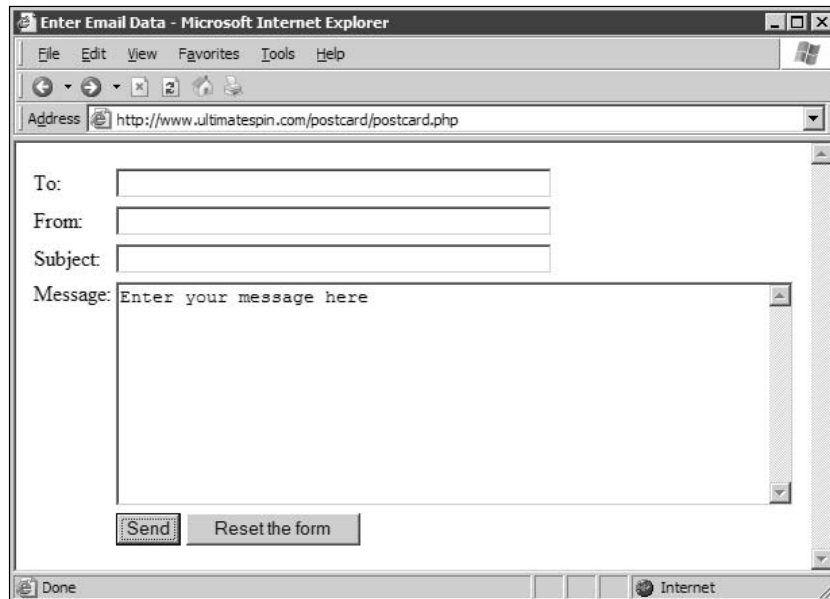 Enter Email Data - Microsoft Internet Explorer
File Edit View Favorites Tools Help
Address http://www.ultimatespin.com/postcard/postcard.php
To:
From:
Subject:
Message: Enter your message here
Send Reset the form
Done Internet